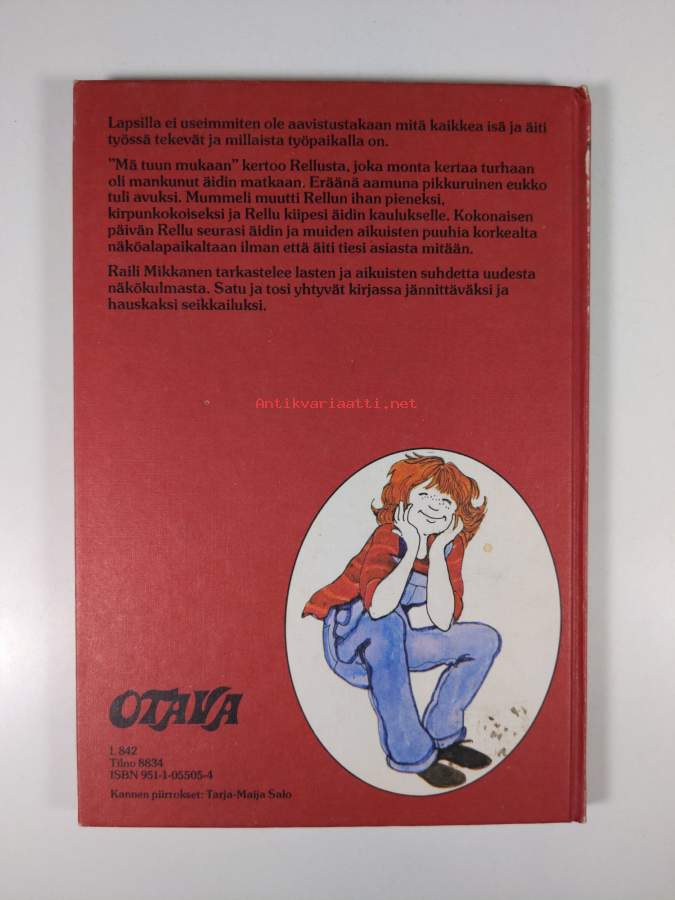 Lapsilla ei useimmiten ole aavistustakaan mitä kaikkea isä ja äiti
työssä tekevät ja millaista työpaikalla on.
”Mä tuun mukaan” kertoo Rellusta, joka monta kertaa turhaan
oli mankunut äidin matkaan. Eräänä aamuna pikkuruinen eukko
tuli avuksi. Mummeli muutti Rellun ihan pieneksi,
kirpunkokoiseksi ja Rellu kiipesi äidin kaulukselle. Kokonaisen
päivän Rellu seurasi äidin ja muiden aikuisten puuhia korkealta
näköalapaikaltaan ilman että äiti tiesi asiasta mitään.
Raili Mikkanen tarkastelee lasten ja aikuisten suhdetta uudesta
näkökulmasta. Satu ja tosi yhtyvät kirjassa jännittäväksi ja
hauskaksi seikkailuksi.
Antikvariaatti.net
OTAVA
L 842
Tilno 8834
ISBN 951-1-05505-4
Kannen piirrokset: Tarja-Maija Salo